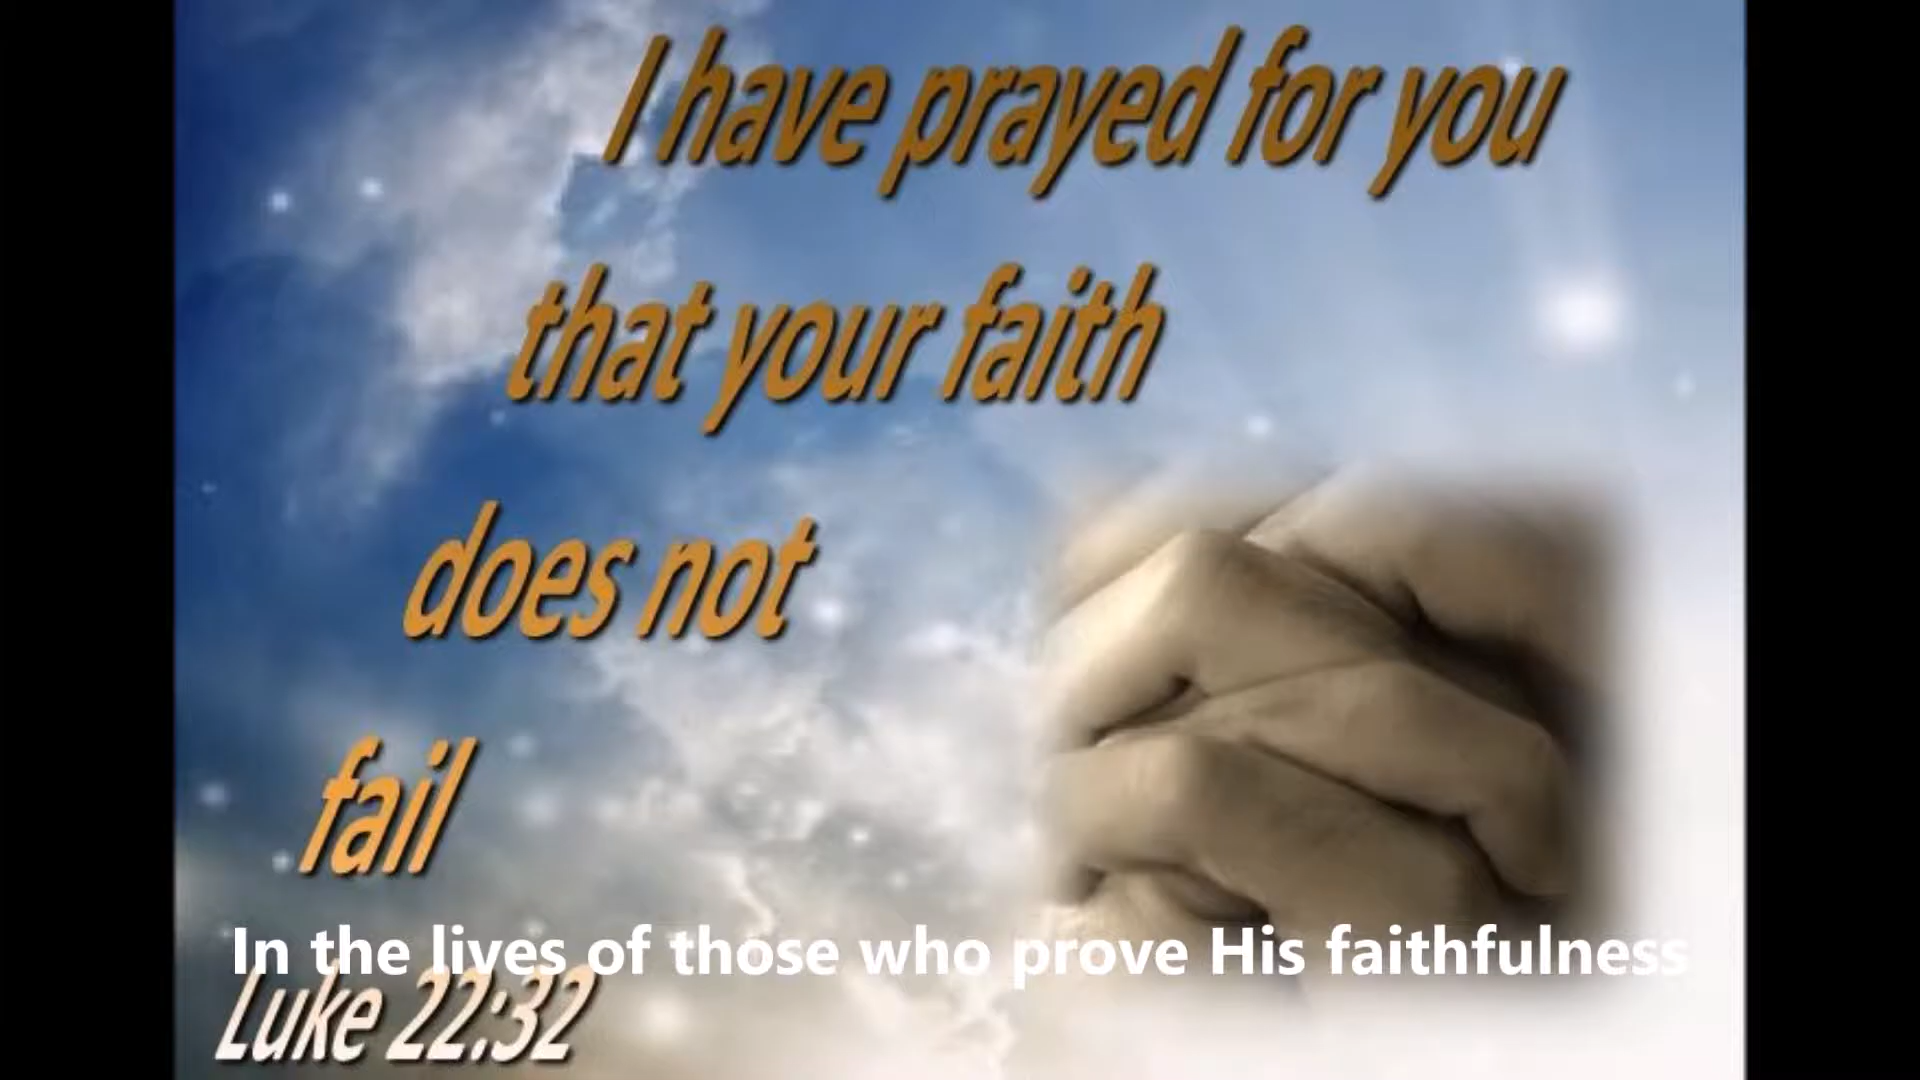 I have prayed for you
that your faith
does not
fail
In the lives of those who prove His faithfulness
Luke 22:32